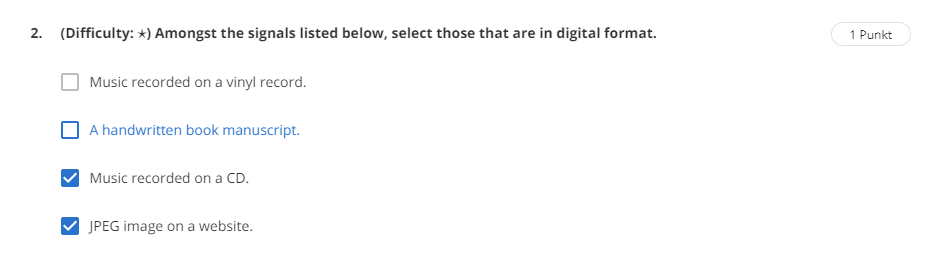 2. (Difficulty: ⋆) Amongst the signals listed below, select those that are in digital format.
1 Punkt
Music recorded on a vinyl record.
A handwritten book manuscript.
Music recorded on a CD.
JPEG image on a website.